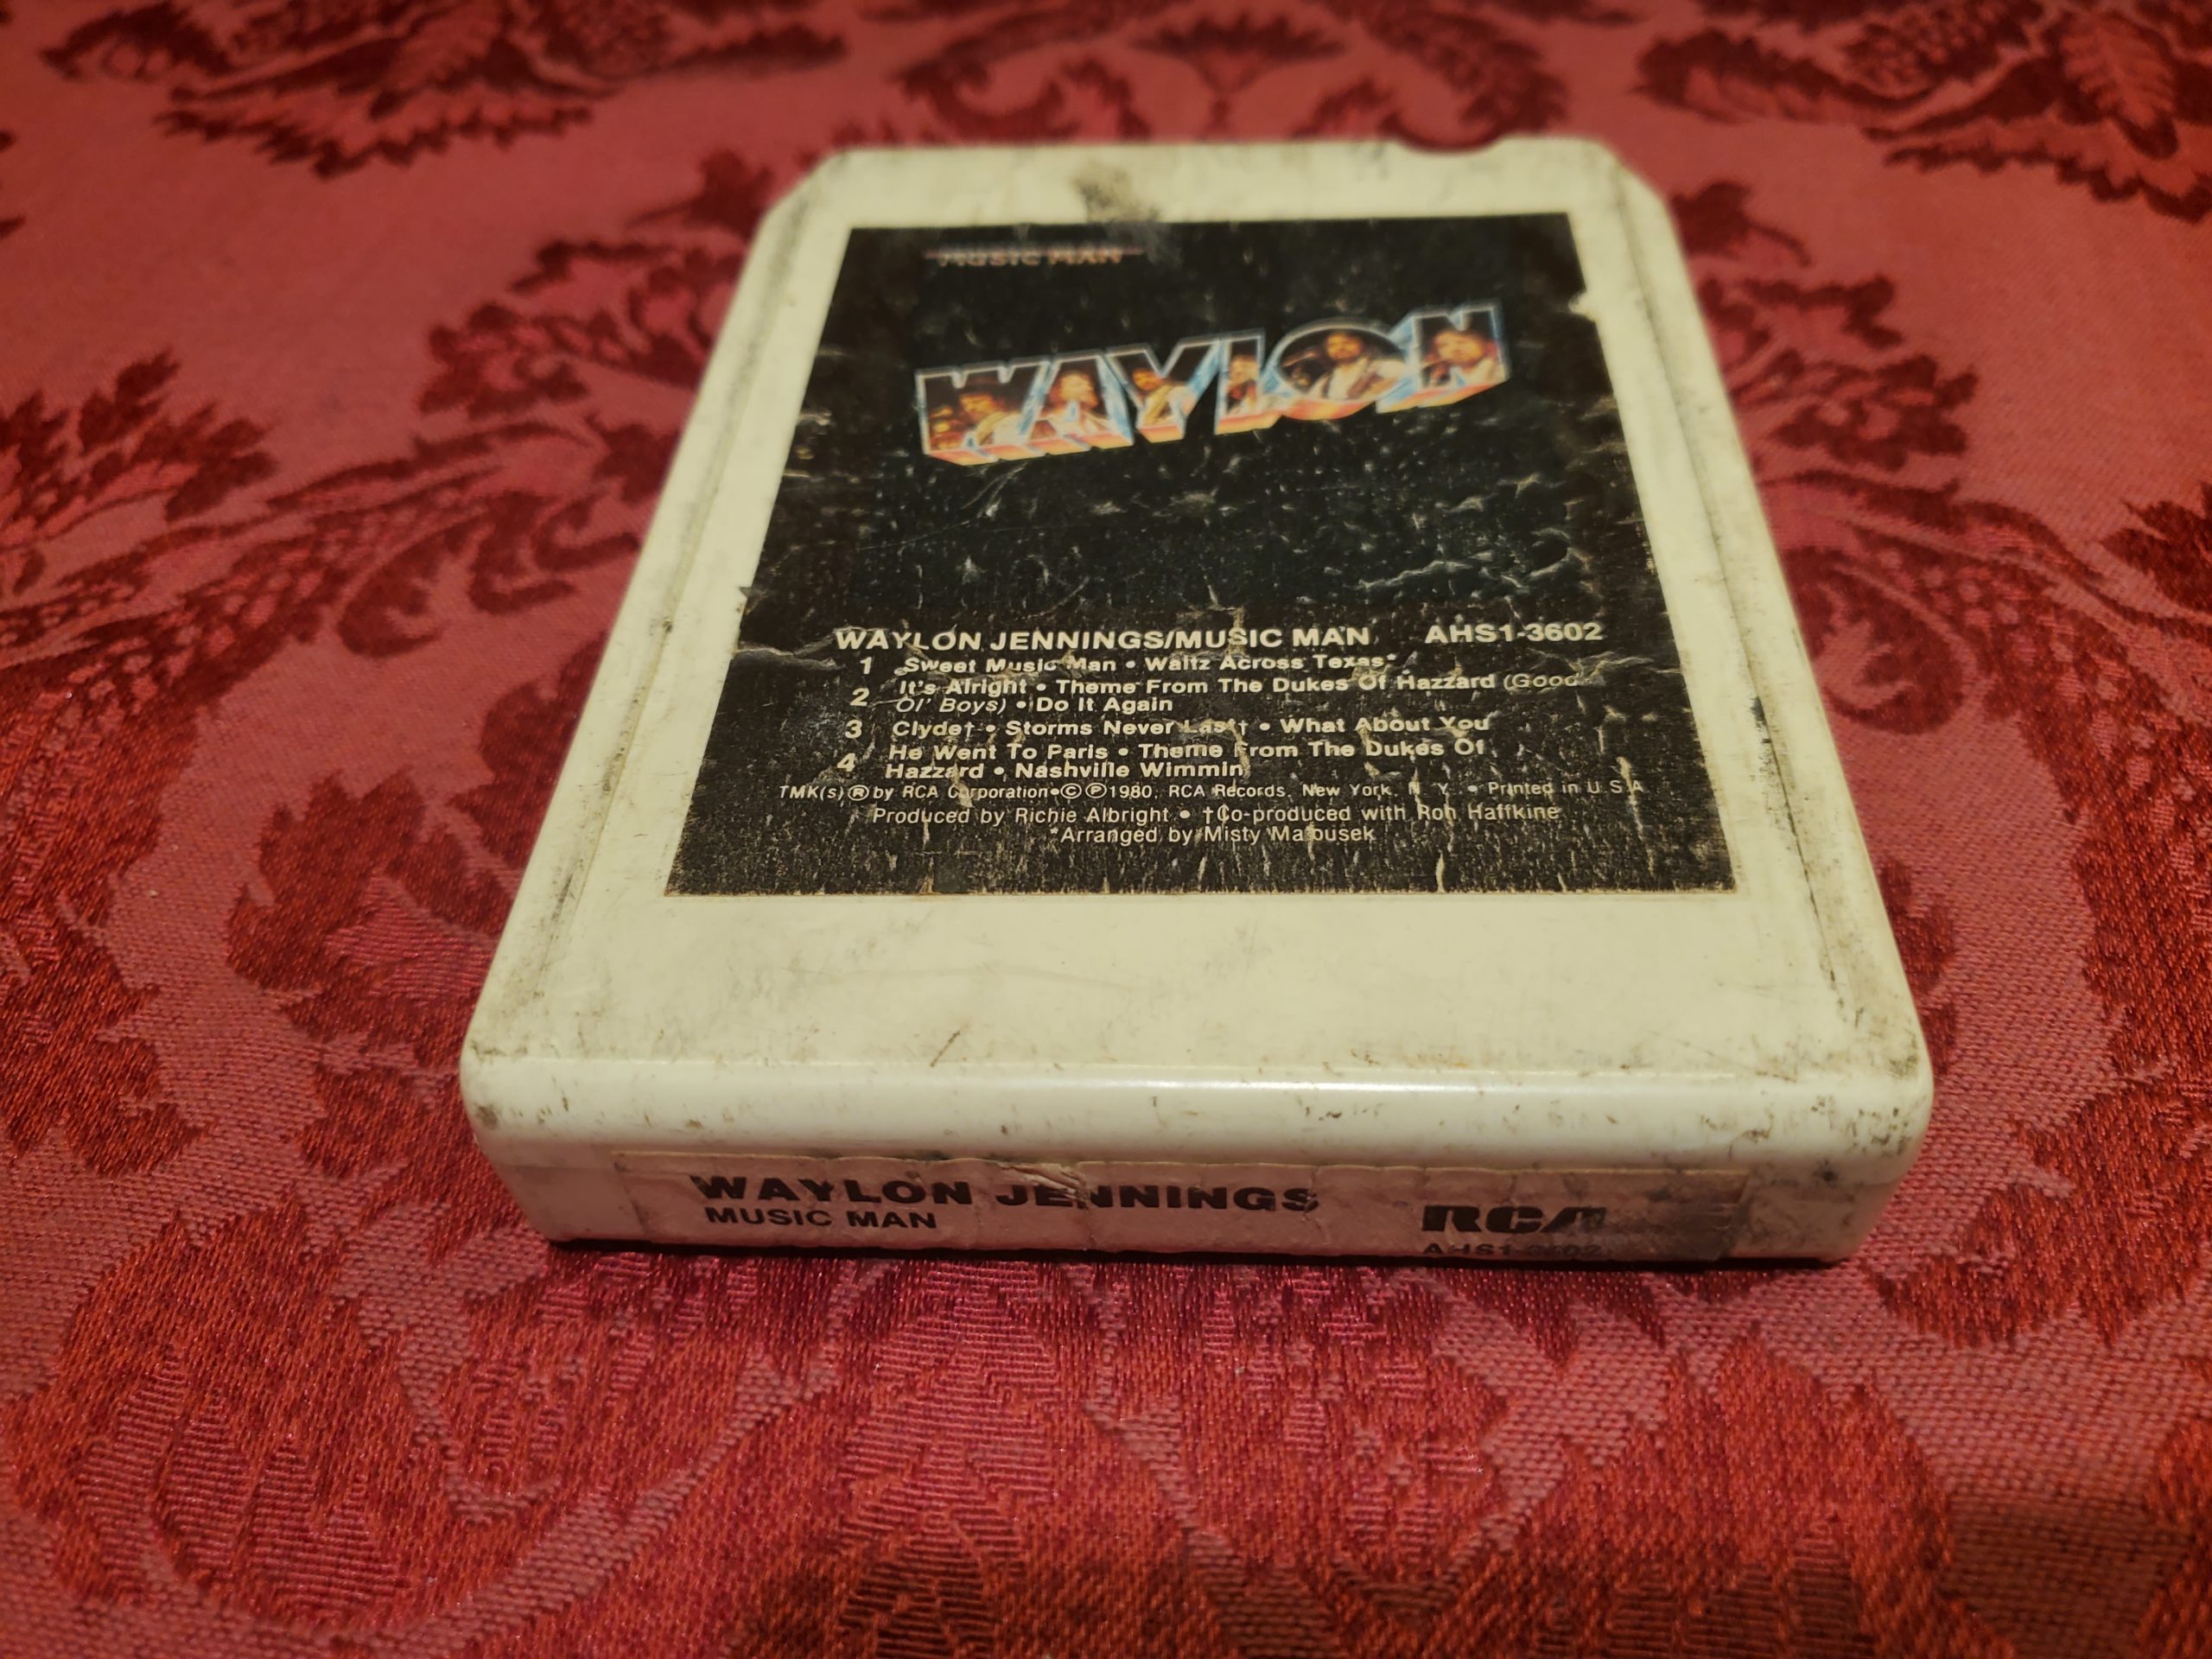 MUSIC MAN
WAYLON
WAYLON JENNINGS/MUSIC MAN AHS1-3602
1 Sweet Music Man • Waltz Across Texas*
2 It's Alright • Theme From The Dukes Of Hazzard (Good
Ol' Boys) • Do It Again
3 Clyde† • Storms Never Last† • What About You
4 He Went To Paris • Theme From The Dukes Of
Hazzard • Nashville Wimmin
TMK(s) ® by RCA Corporation • © ℗ 1980, RCA Records, New York, N.Y. • Printed in U.S.A.
Produced by Richie Albright • †Co-produced with Ron Haffkine
*Arranged by Misty Matousek
WAYLON JENNINGS
MUSIC MAN
RCA
AHS1-3602